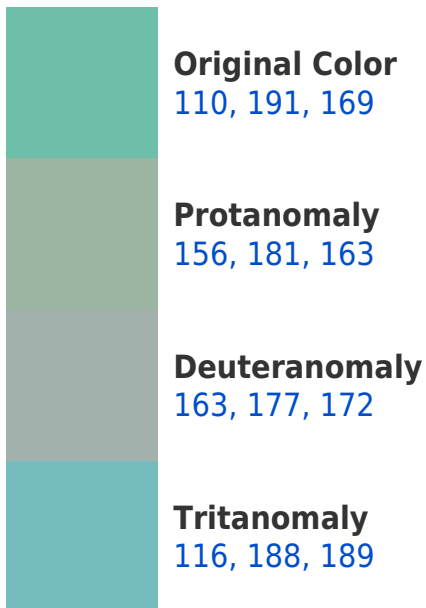 Original Color
110, 191, 169
Protanomaly
156, 181, 163
Deuteranomaly
163, 177, 172
Tritanomaly
116, 188, 189